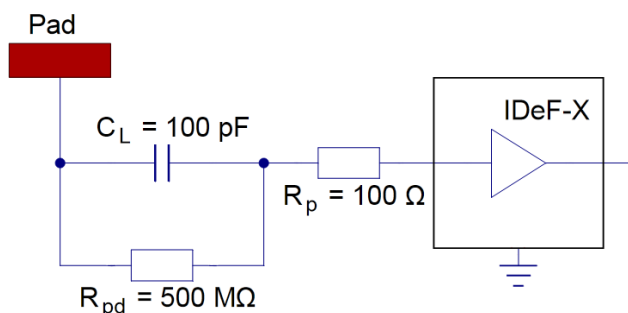 Pad
C_L = 100 pF
IDeF-X
R_p = 100 Ω
R_pd = 500 MΩ